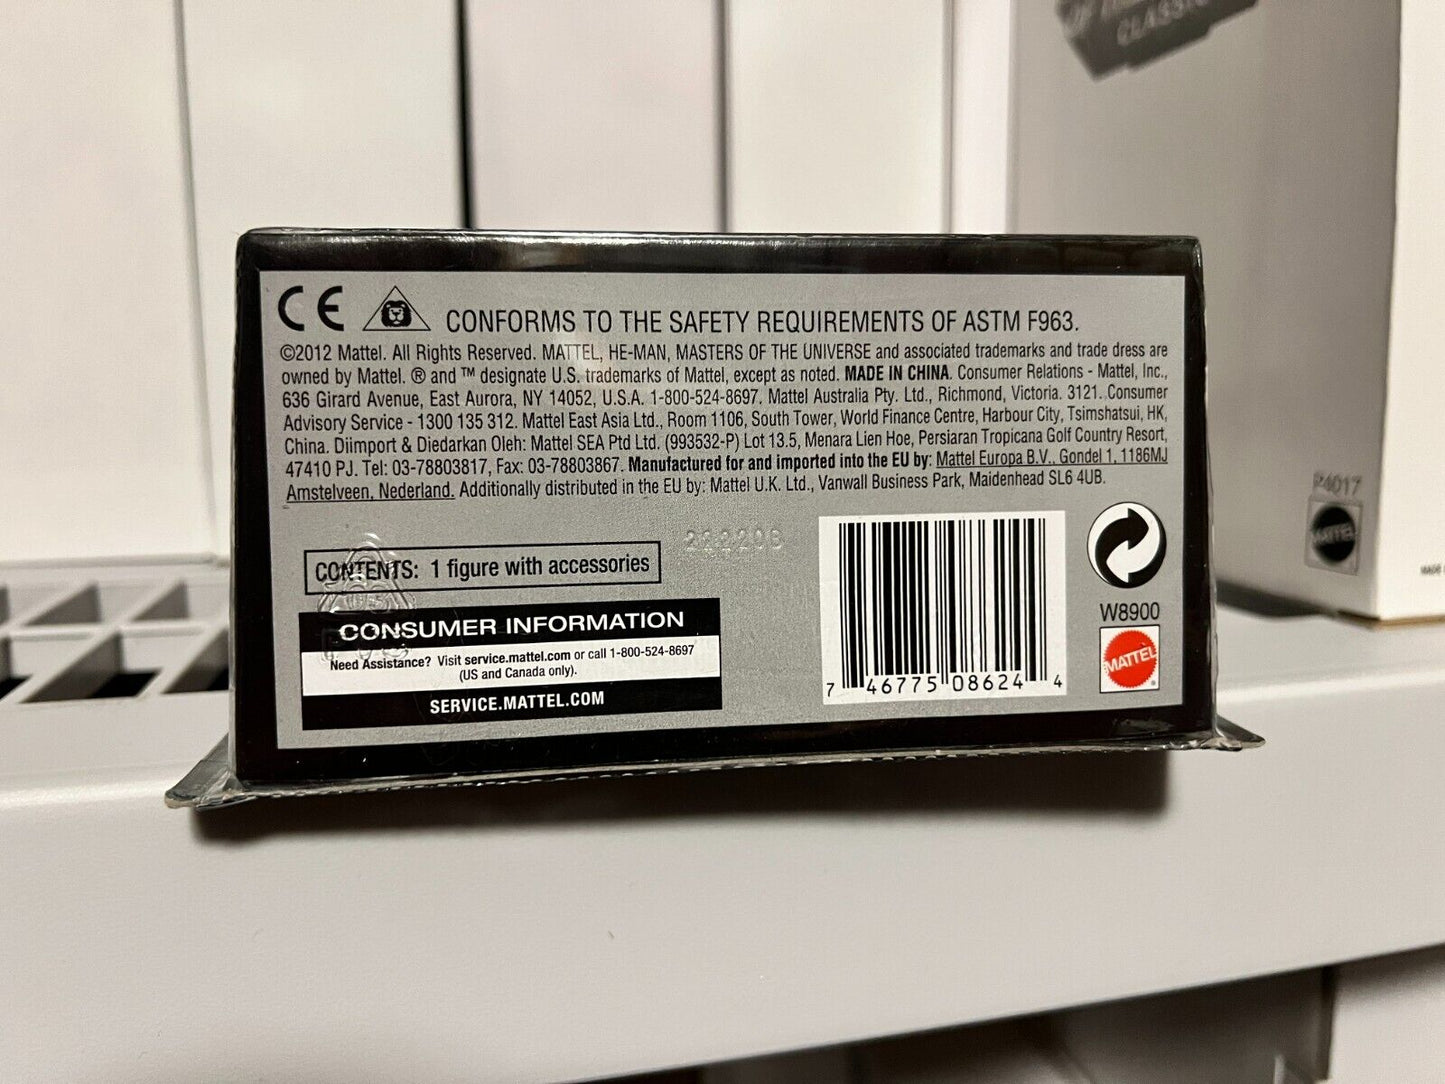 CLASSIC
CE
CONFORMS TO THE SAFETY REQUIREMENTS OF ASTM F963.
©2012 Mattel. All Rights Reserved. MATTEL, HE-MAN, MASTERS OF THE UNIVERSE and associated trademarks and trade dress are
owned by Mattel. ® and ™ designate U.S. trademarks of Mattel, except as noted. MADE IN CHINA. Consumer Relations - Mattel, Inc.,
636 Girard Avenue, East Aurora, NY 14052, U.S.A. 1-800-524-8697. Mattel Australia Pty. Ltd., Richmond, Victoria. 3121. Consumer
Advisory Service - 1300 135 312. Mattel East Asia Ltd., Room 1106, South Tower, World Finance Centre, Harbour City, Tsimshatsui, HK,
China. Diimport & Diedarkan Oleh: Mattel SEA Ptd Ltd. (993532-P) Lot 13.5, Menara Lien Hoe, Persiaran Tropicana Golf Country Resort,
47410 PJ. Tel: 03-78803817, Fax: 03-78803867. Manufactured for and imported into the EU by: Mattel Europa B.V., Gondel 1, 1186MJ
Amstelveen, Nederland. Additionally distributed in the EU by: Mattel U.K. Ltd., Vanwall Business Park, Maidenhead SL6 4UB.
CONTENTS: 1 figure with accessories
CONSUMER INFORMATION
Need Assistance? Visit service.mattel.com or call 1-800-524-8697
(US and Canada only).
SERVICE.MATTEL.COM
7 46775 08624 4
W8900
MATTEL
®
4017
MATTEL
MADE